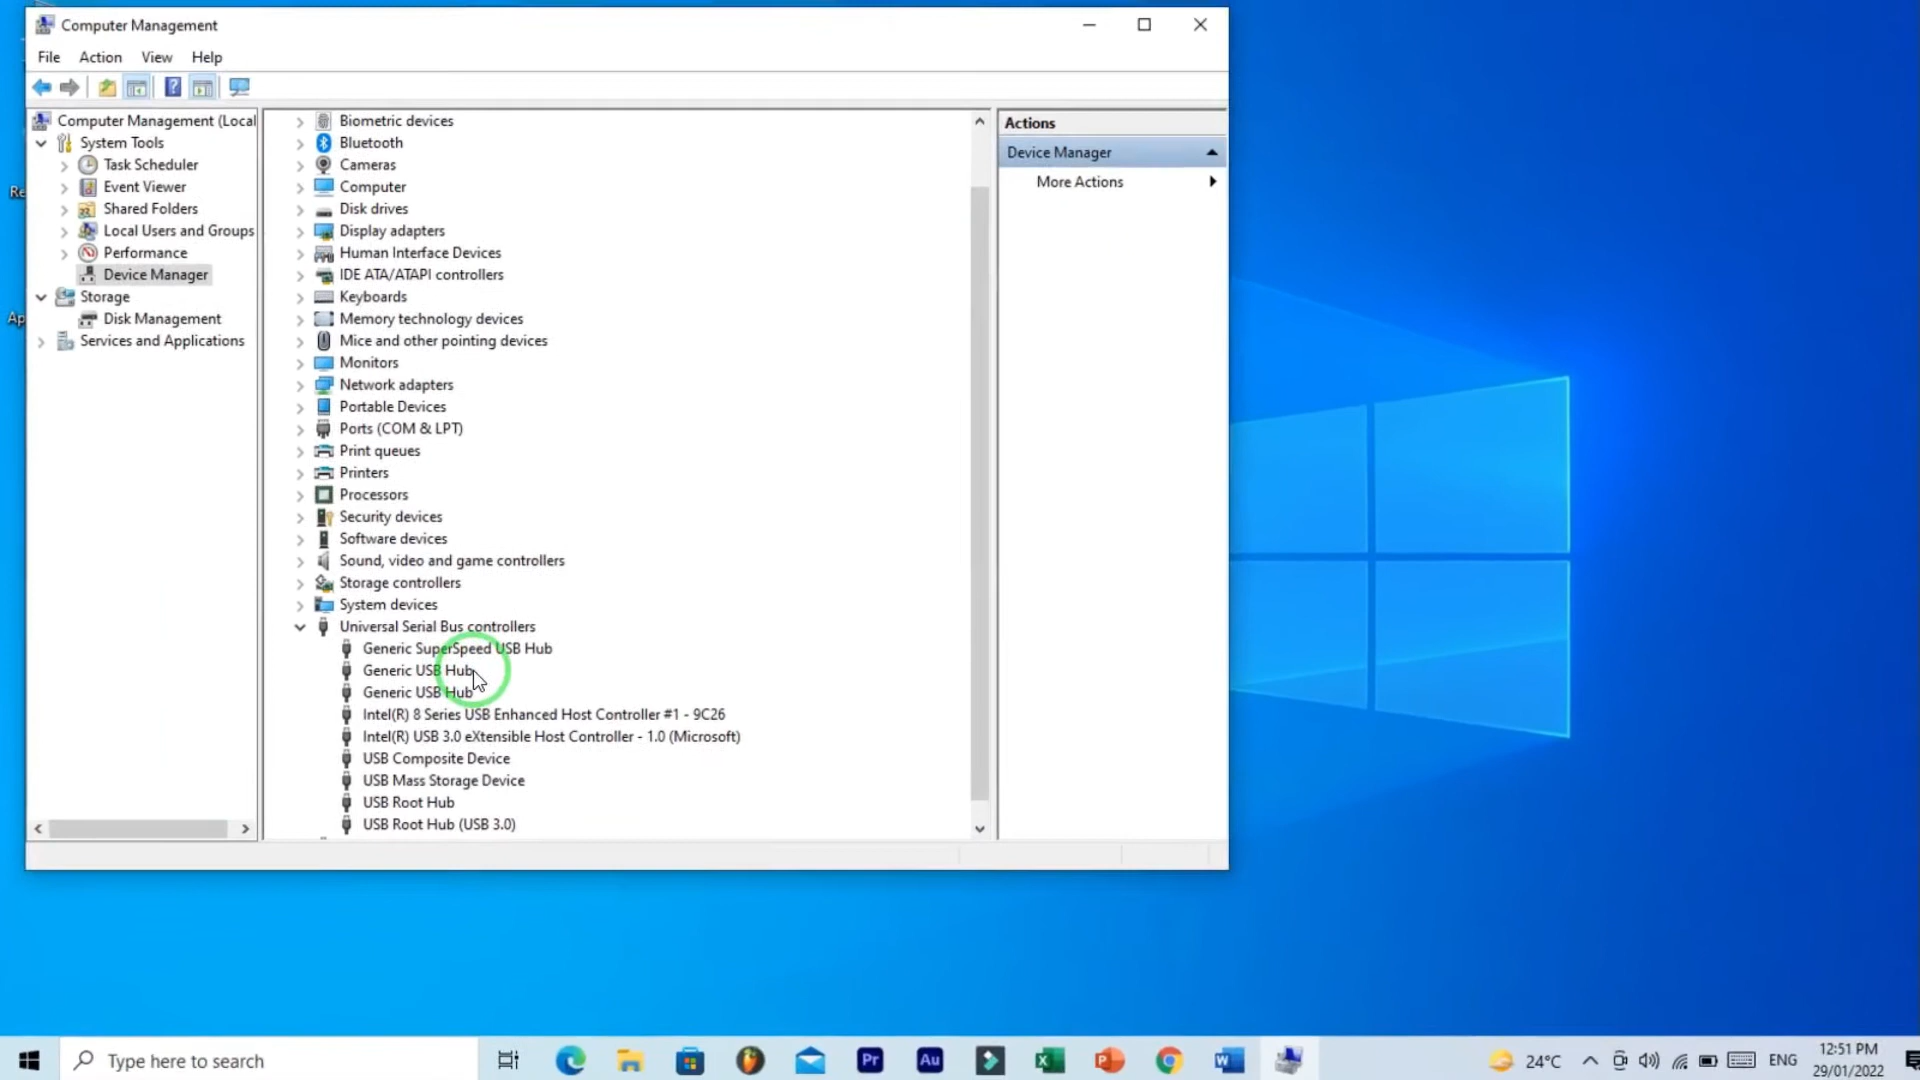 Computer Management
File Action View Help
Computer Management (Local
System Tools
Task Scheduler
Event Viewer
Shared Folders
Local Users and Groups
Performance
Device Manager
Storage
Disk Management
Services and Applications
Biometric devices
Bluetooth
Cameras
Computer
Disk drives
Display adapters
Human Interface Devices
IDE ATA/ATAPI controllers
Keyboards
Memory technology devices
Mice and other pointing devices
Monitors
Network adapters
Portable Devices
Ports (COM & LPT)
Print queues
Printers
Processors
Security devices
Software devices
Sound, video and game controllers
Storage controllers
System devices
Universal Serial Bus controllers
Generic SuperSpeed USB Hub
Generic USB Hub
Generic USB Hub
Intel(R) 8 Series USB Enhanced Host Controller #1 - 9C26
Intel(R) USB 3.0 eXtensible Host Controller - 1.0 (Microsoft)
USB Composite Device
USB Mass Storage Device
USB Root Hub
USB Root Hub (USB 3.0)
Actions
Device Manager
More Actions
Re
Ap
Type here to search
Pr
Au
24°C
ENG
12:51 PM
29/01/2022